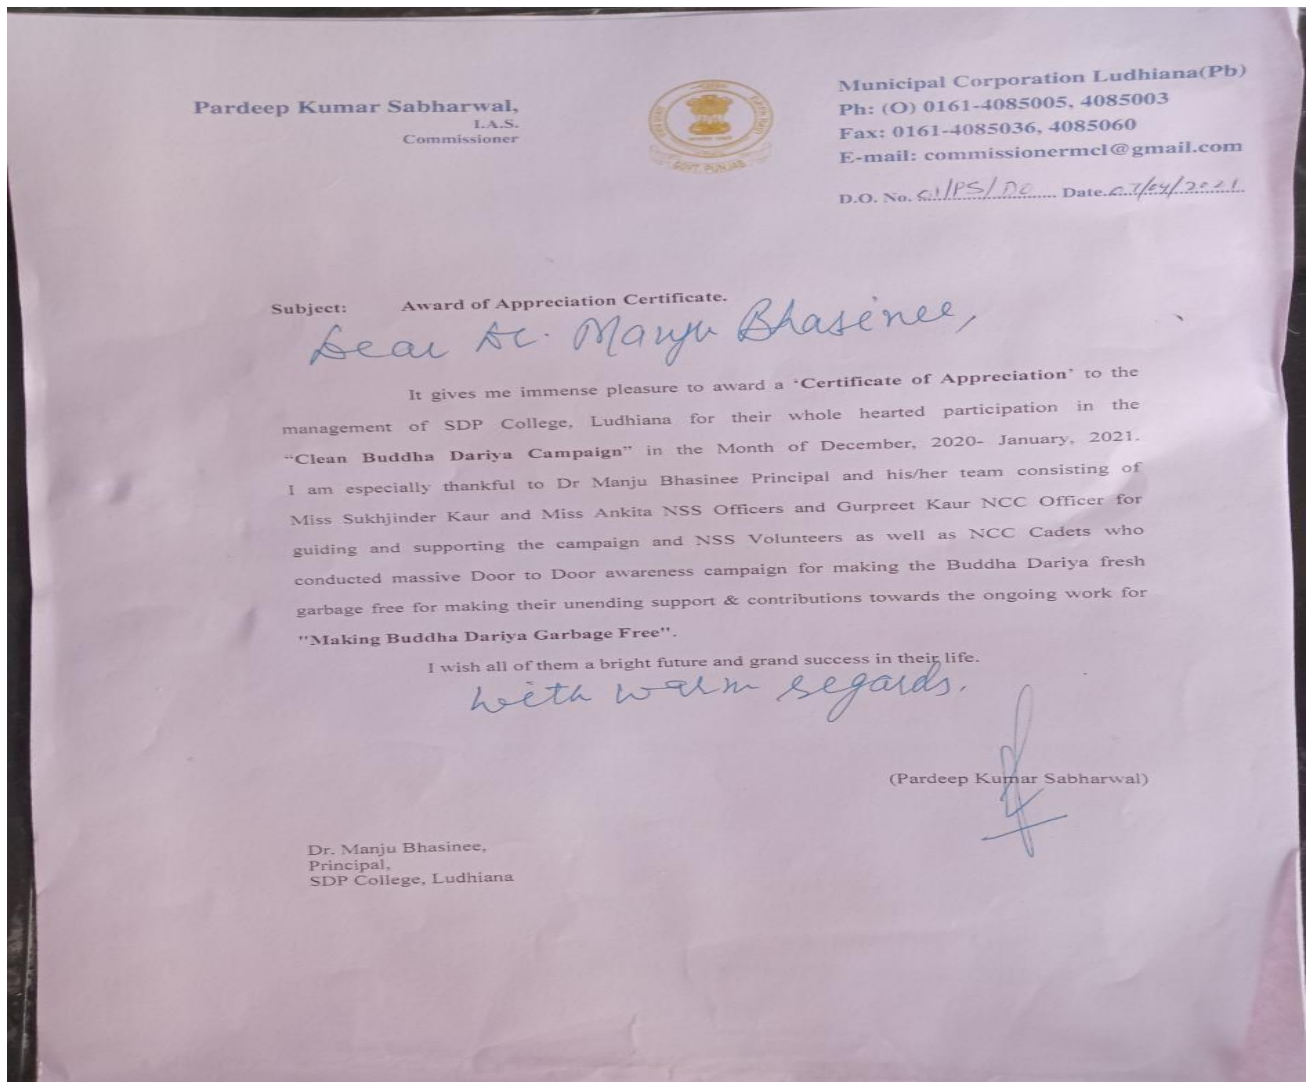 Pardeep Kumar Sabharwal,
I.A.S.
Commissioner
GOVT. PUNJAB
Municipal Corporation Ludhiana(Pb)
Ph: (O) 0161-4085005, 4085003
Fax: 0161-4085036, 4085060
E-mail: commissionermcl@gmail.com
D.O. No. /PS/DO Date. 07/04/2021
Subject: Award of Appreciation Certificate.
Dear Dr. Manju Bhasinee,
It gives me immense pleasure to award a 'Certificate of Appreciation' to the
management of SDP College, Ludhiana for their whole hearted participation in the
"Clean Buddha Dariya Campaign" in the Month of December, 2020- January, 2021.
I am especially thankful to Dr Manju Bhasinee Principal and his/her team consisting of
Miss Sukhjinder Kaur and Miss Ankita NSS Officers and Gurpreet Kaur NCC Officer for
guiding and supporting the campaign and NSS Volunteers as well as NCC Cadets who
conducted massive Door to Door awareness campaign for making the Buddha Dariya fresh
garbage free for making their unending support & contributions towards the ongoing work for
"Making Buddha Dariya Garbage Free".
I wish all of them a bright future and grand success in their life.
With warm regards.
(Pardeep Kumar Sabharwal)
Dr. Manju Bhasinee,
Principal,
SDP College, Ludhiana